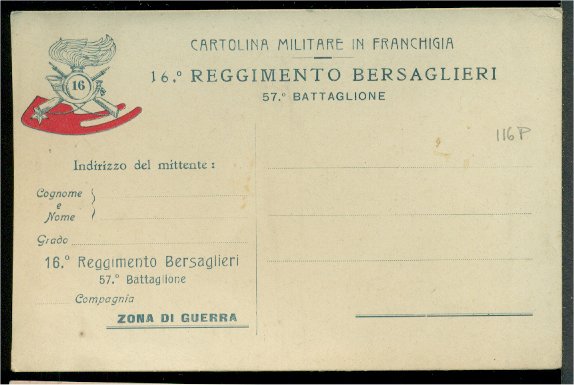 CARTOLINA MILITARE IN FRANCHIGIA
16.º REGGIMENTO BERSAGLIERI
57.º BATTAGLIONE
16
116P
Indirizzo del mittente :
Cognome
e
Nome
Grado
16.º Reggimento Bersaglieri
57.º Battaglione
Compagnia
ZONA DI GUERRA